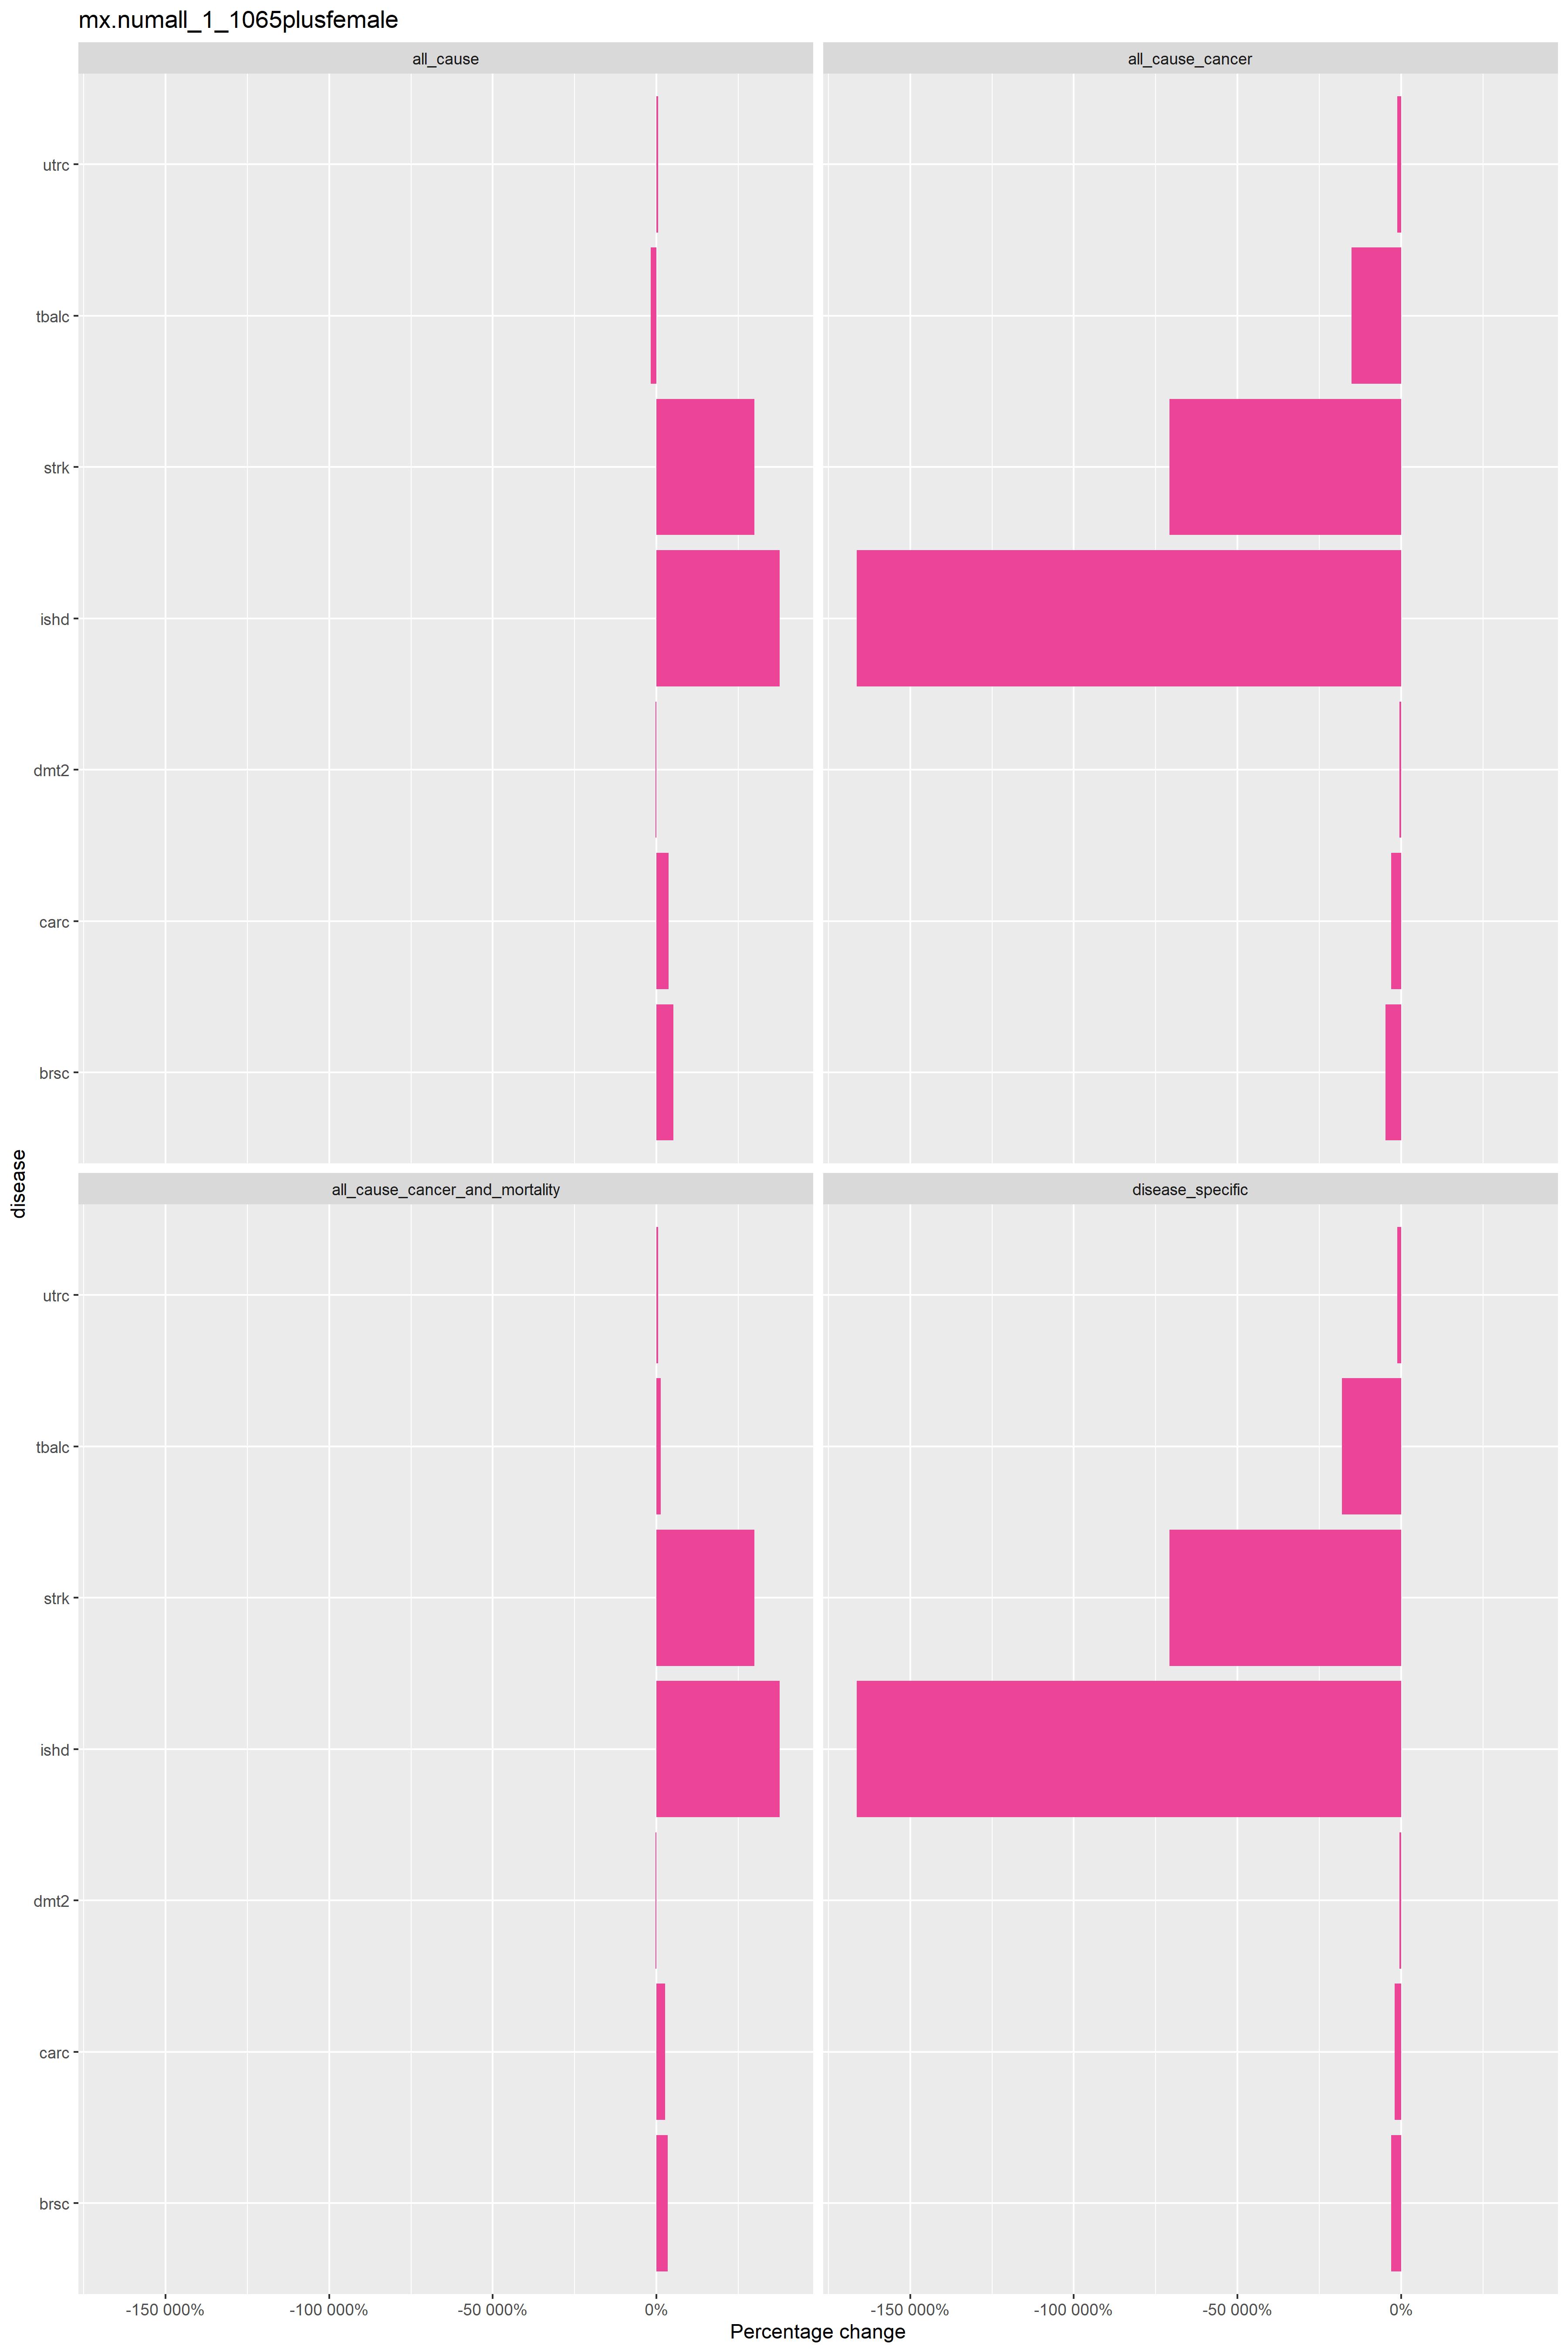 mx.numall_1_1065plusfemale
all_cause
all_cause_cancer
utrc
tbalc
strk
ishd
dmt2
carc
brsc
disease
all_cause_cancer_and_mortality
disease_specific
utrc
tbalc
strk
ishd
dmt2
carc
brsc
-150 000%
-100 000%
-50 000%
0%
-150 000%
-100 000%
-50 000%
0%
Percentage change